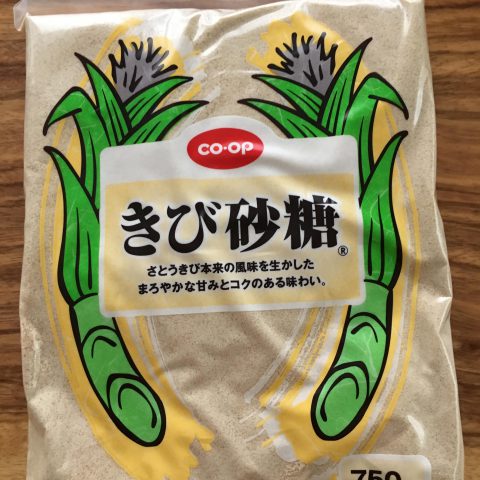 CO·OP
きび砂糖®
さとうきび本来の風味を生かした
まろやかな甘みとコクのある味わい。
750